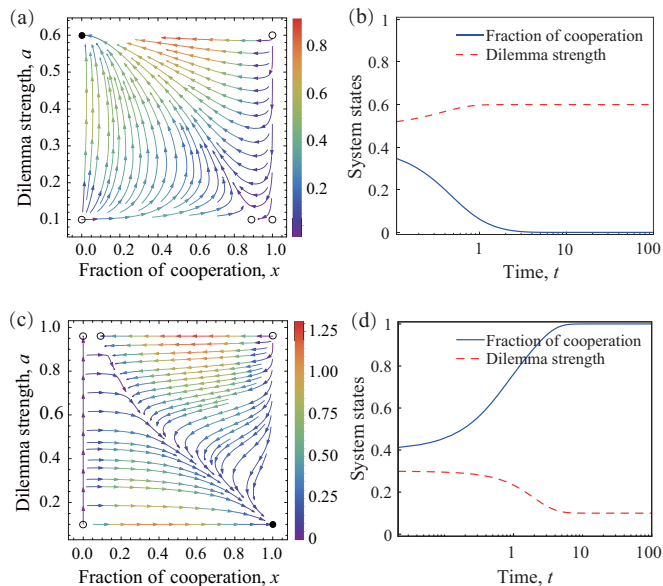 (a)
Dilemma strength, a
0.6
0.5
0.4
0.3
0.2
0.1
0.0 0.2 0.4 0.6 0.8 1.0
Fraction of cooperation, x
0.8
0.6
0.4
0.2
(b)
System states
1
0.8
0.6
0.4
0.2
0
Fraction of cooperation
Dilemma strength
1 10 100
Time, t
(c)
Dilemma strength, a
1.0
0.8
0.6
0.4
0.2
0.0 0.2 0.4 0.6 0.8 1.0
Fraction of cooperation, x
1.25
1.00
0.75
0.50
0.25
0
(d)
System states
1
0.8
0.6
0.4
0.2
0
Fraction of cooperation
Dilemma strength
1 10 100
Time, t